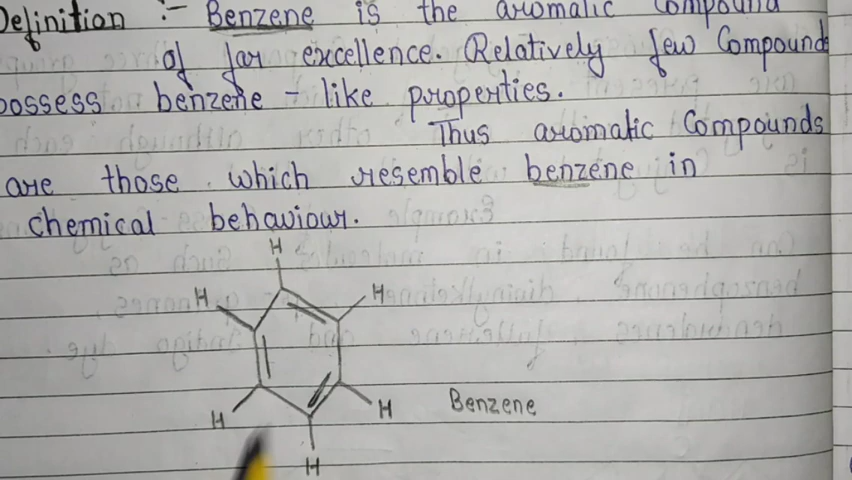 Definition :- Benzene is the aromatic compound
of far excellence. Relatively few Compounds
possess benzene - like properties.
Thus aromatic Compounds
are those which resemble benzene in
chemical behaviour.
H
H
H
H
H
Benzene
H